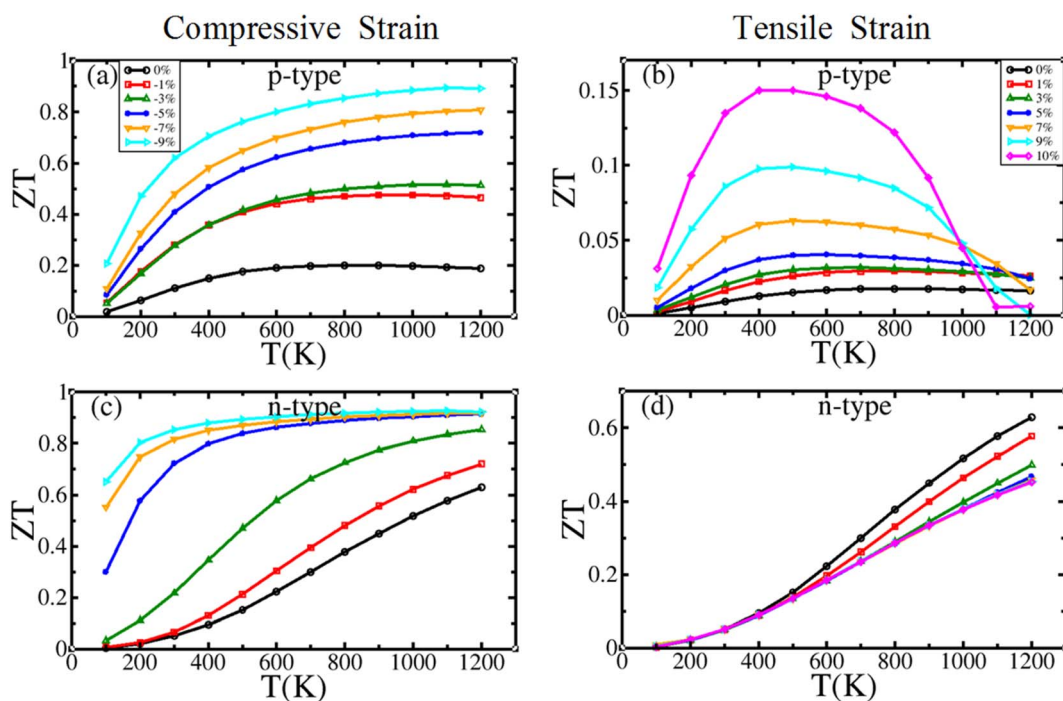 Compressive Strain
Tensile Strain
(a)
p-type
0%
-1%
-3%
-5%
-7%
-9%
1
0.8
0.6
0.4
0.2
0
ZT
0 200 400 600 800 1000 1200
T(K)
(b)
p-type
0%
1%
3%
5%
7%
9%
10%
0.15
0.1
0.05
0
ZT
0 200 400 600 800 1000 1200
T(K)
(c)
n-type
1
0.8
0.6
0.4
0.2
0
ZT
0 200 400 600 800 1000 1200
T(K)
(d)
n-type
0.6
0.4
0.2
0
ZT
0 200 400 600 800 1000 1200
T(K)